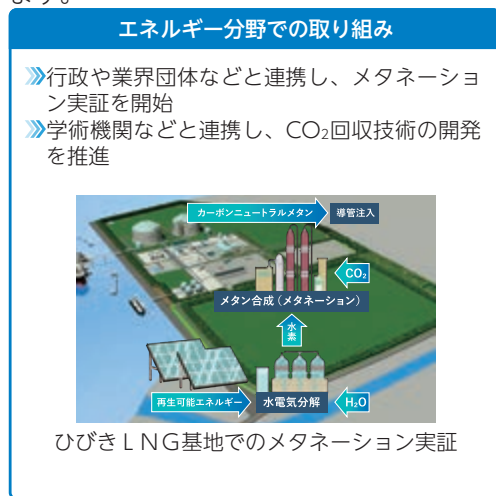 ます。
エネルギー分野での取り組み
》行政や業界団体などと連携し、メタネーショ
ン実証を開始
》学術機関などと連携し、CO₂回収技術の開発
を推進
カーボンニュートラルメタン
導管注入
CO₂
メタン合成（メタネーション）
水素
再生可能エネルギー
水電気分解
H₂O
ひびきＬＮＧ基地でのメタネーション実証